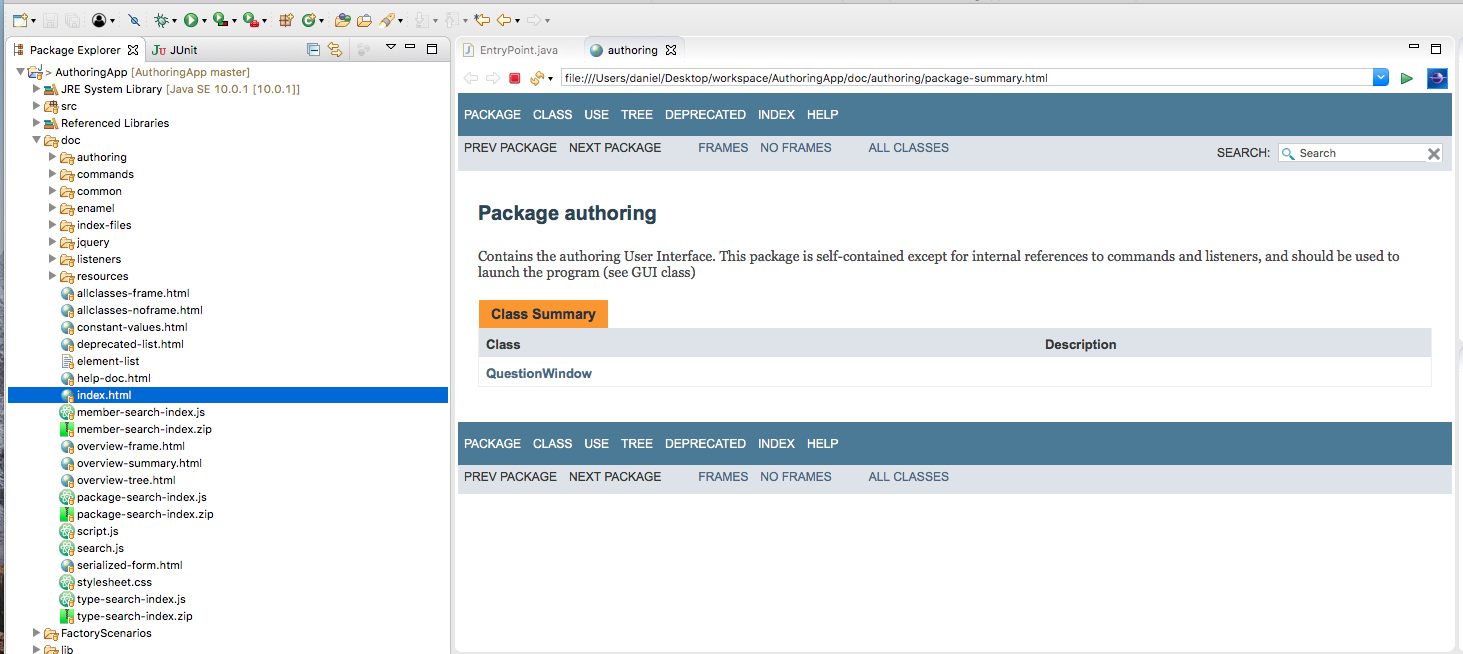 Package Explorer
JUnit
> AuthoringApp [AuthoringApp master]
JRE System Library [Java SE 10.0.1 [10.0.1]]
src
Referenced Libraries
doc
authoring
commands
common
enamel
index-files
jquery
listeners
resources
allclasses-frame.html
allclasses-noframe.html
constant-values.html
deprecated-list.html
element-list
help-doc.html
index.html
member-search-index.js
member-search-index.zip
overview-frame.html
overview-summary.html
overview-tree.html
package-search-index.js
package-search-index.zip
script.js
search.js
serialized-form.html
stylesheet.css
type-search-index.js
type-search-index.zip
FactoryScenarios
lib
EntryPoint.java
authoring
file:///Users/daniel/Desktop/workspace/AuthoringApp/doc/authoring/package-summary.html
PACKAGE CLASS USE TREE DEPRECATED INDEX HELP
PREV PACKAGE NEXT PACKAGE FRAMES NO FRAMES ALL CLASSES
SEARCH: Search
Package authoring
Contains the authoring User Interface. This package is self-contained except for internal references to commands and listeners, and should be used to
launch the program (see GUI class)
Class Summary
Class Description
QuestionWindow
PACKAGE CLASS USE TREE DEPRECATED INDEX HELP
PREV PACKAGE NEXT PACKAGE FRAMES NO FRAMES ALL CLASSES